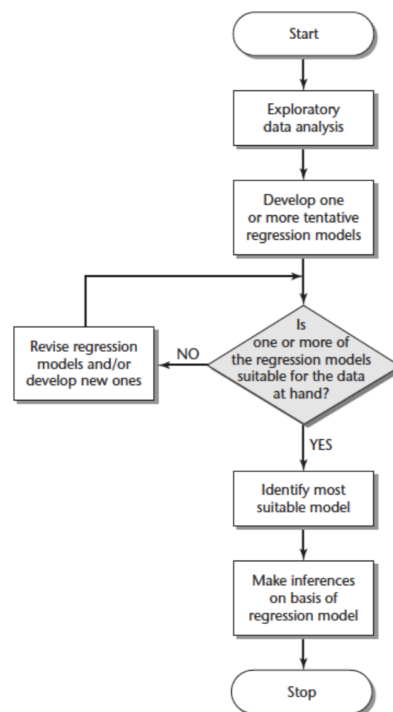 Start
Exploratory
data analysis
Develop one
or more tentative
regression models
Is
one or more of
the regression models
suitable for the data
at hand?
NO
Revise regression
models and/or
develop new ones
YES
Identify most
suitable model
Make inferences
on basis of
regression model
Stop